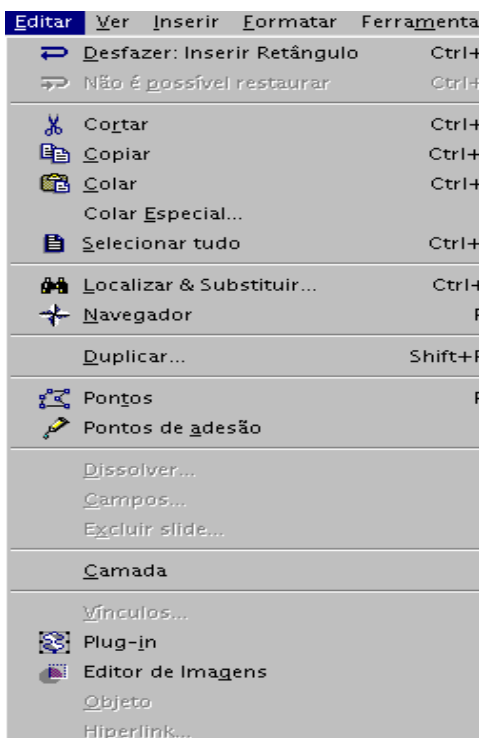 Editar Ver Inserir Formatar Ferramenta
Desfazer: Inserir Retângulo Ctrl+
Não é possível restaurar Ctrl+
Cortar Ctrl+
Copiar Ctrl+
Colar Ctrl+
Colar Especial...
Selecionar tudo Ctrl+
Localizar & Substituir... Ctrl+
Navegador F
Duplicar... Shift+F
Pontos F
Pontos de adesão
Dissolver...
Campos...
Excluir slide...
Camada
Vínculos...
Plug-in
Editor de Imagens
Objeto
Hiperlink...